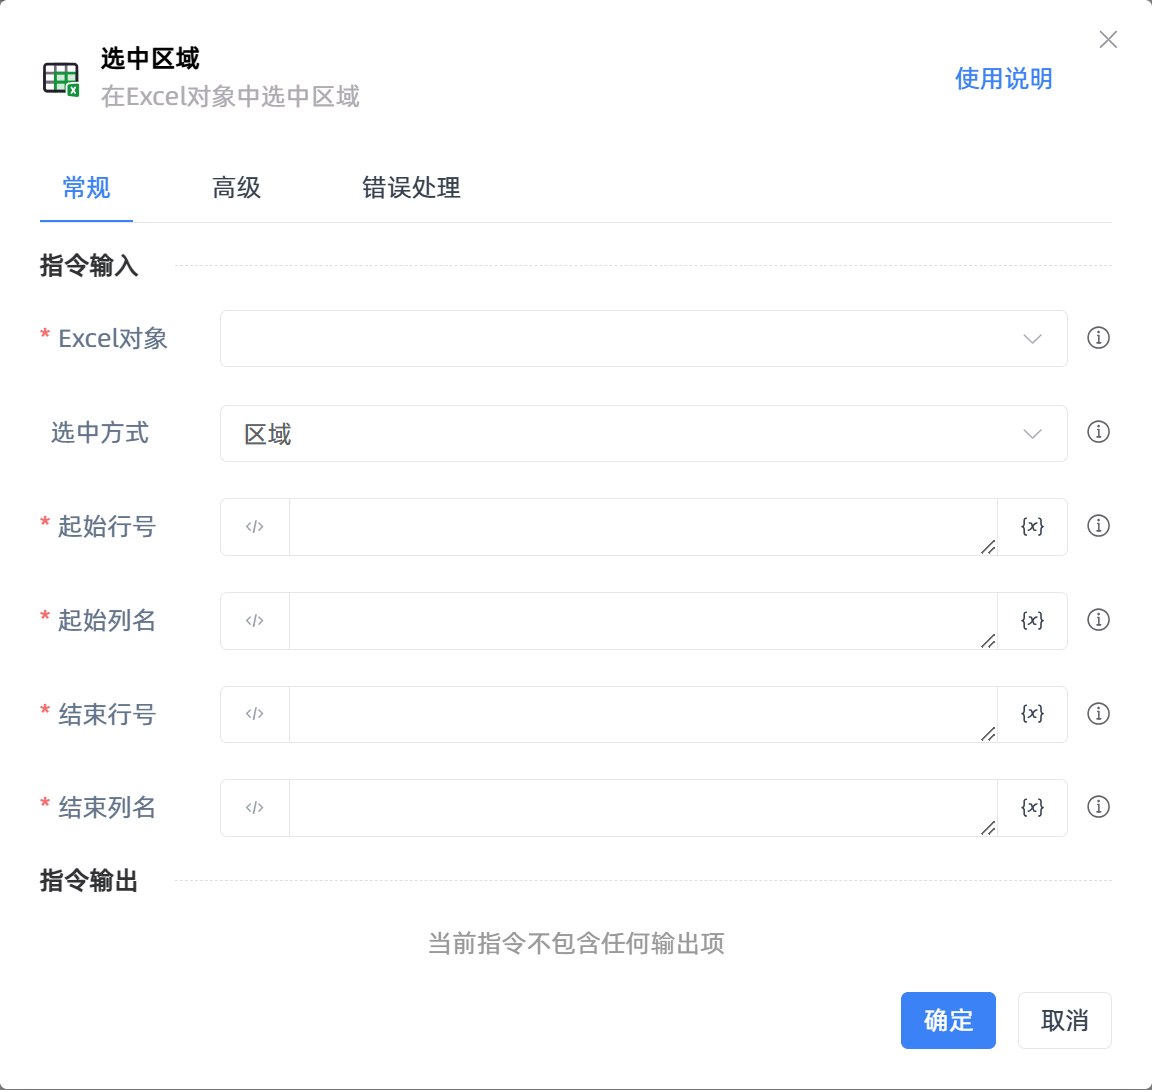 选中区域
在Excel对象中选中区域
使用说明
常规 高级 错误处理
指令输入
* Excel对象
选中方式 区域
* 起始行号 </> {x}
* 起始列名 </> {x}
* 结束行号 </> {x}
* 结束列名 </> {x}
指令输出
当前指令不包含任何输出项
确定 取消